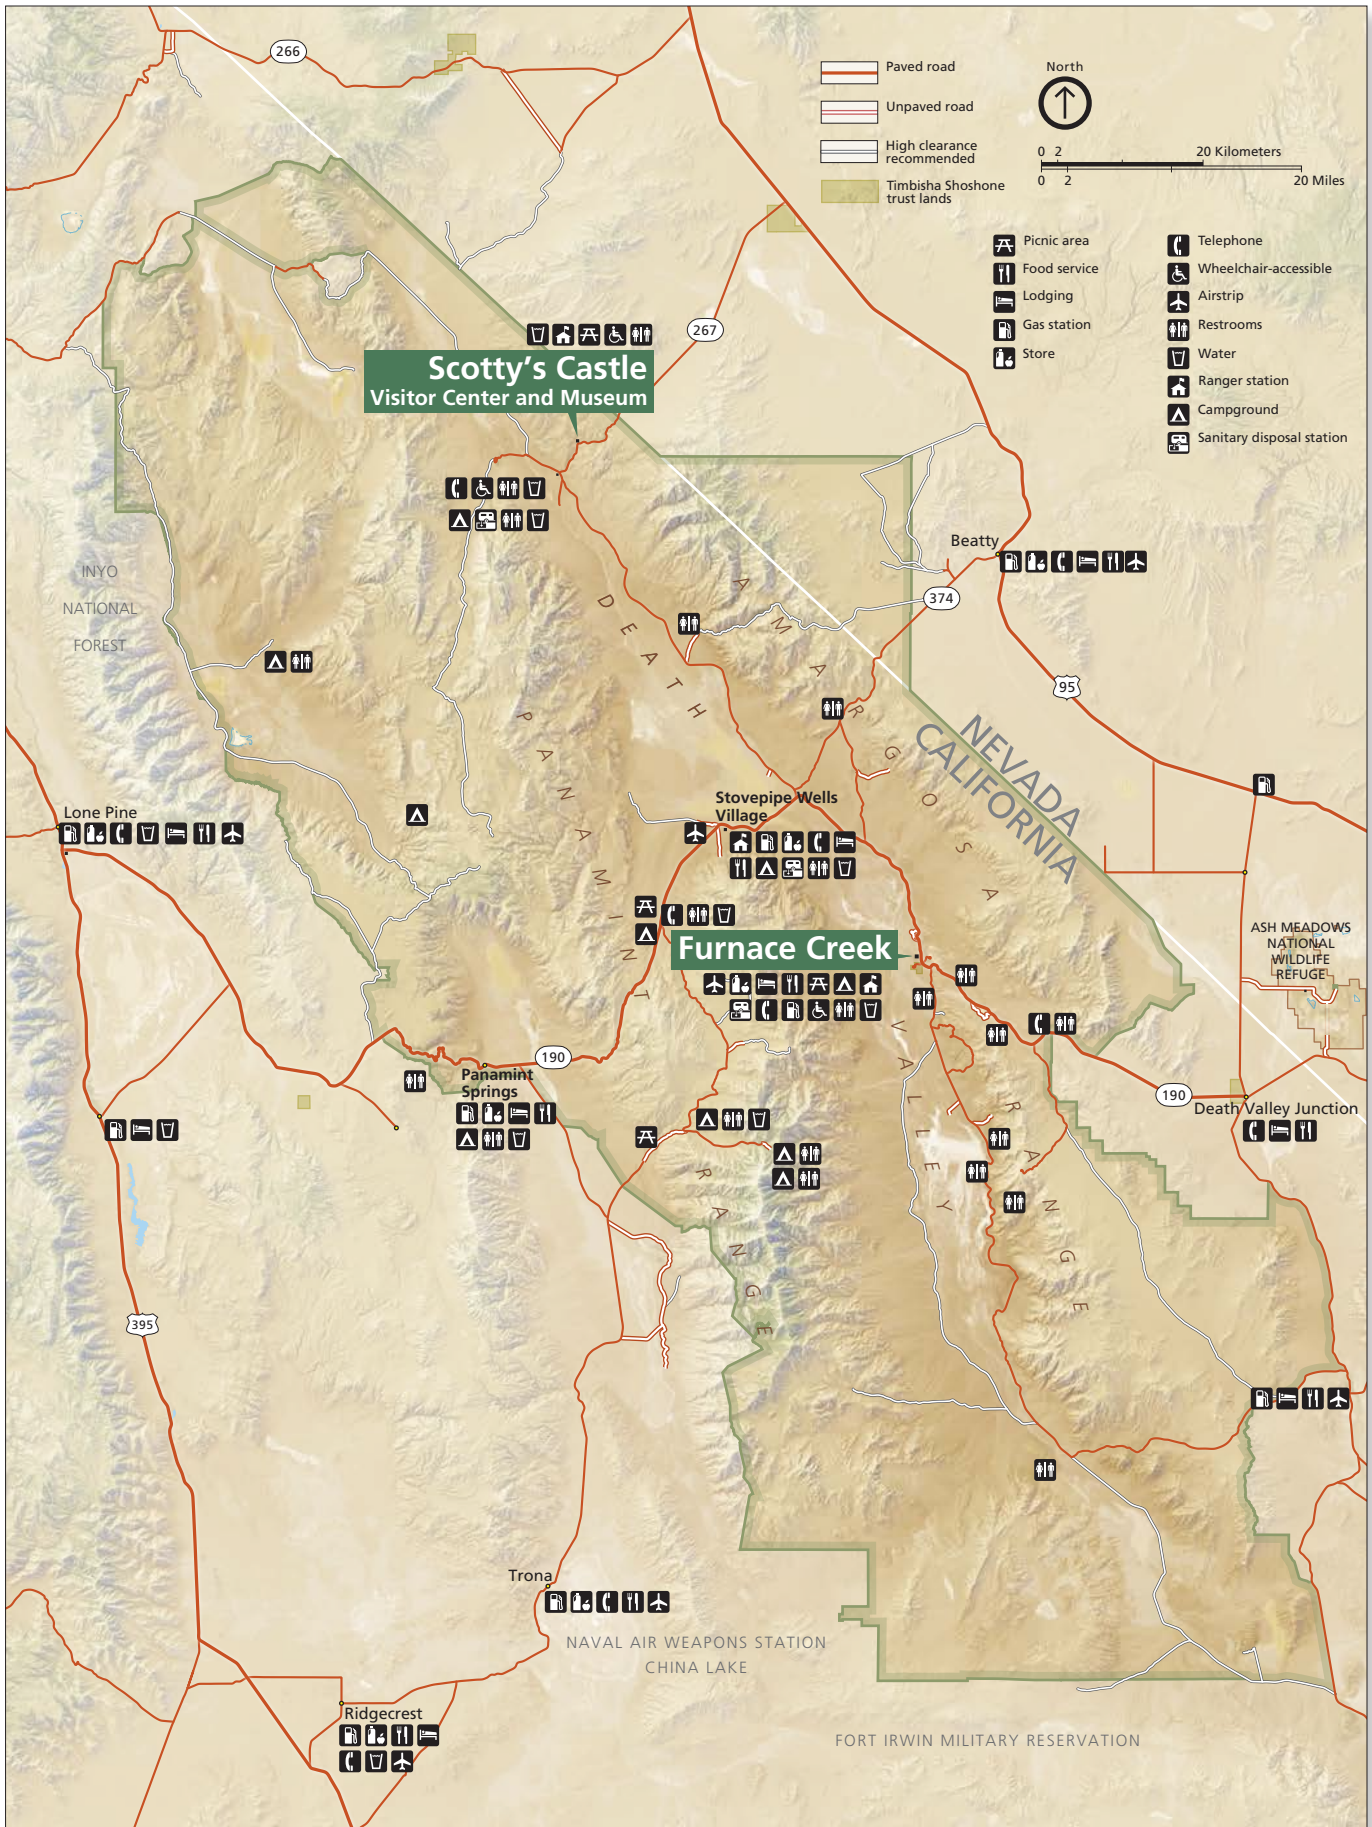 266
Paved road
Unpaved road
High clearance
recommended
Timbisha Shoshone
trust lands
North
0 2 20 Kilometers
0 2 20 Miles
Picnic area
Food service
Lodging
Gas station
Store
Telephone
Wheelchair-accessible
Airstrip
Restrooms
Water
Ranger station
Campground
Sanitary disposal station
267
Scotty's Castle
Visitor Center and Museum
Beatty
374
95
INYO
NATIONAL
FOREST
DEATH
VALLEY
AMARGOSA
RANGE
PANAMINT
RANGE
NEVADA
CALIFORNIA
Lone Pine
Stovepipe Wells
Village
Furnace Creek
ASH MEADOWS
NATIONAL
WILDLIFE
REFUGE
190
Panamint
Springs
190
Death Valley Junction
395
Trona
NAVAL AIR WEAPONS STATION
CHINA LAKE
Ridgecrest
FORT IRWIN MILITARY RESERVATION